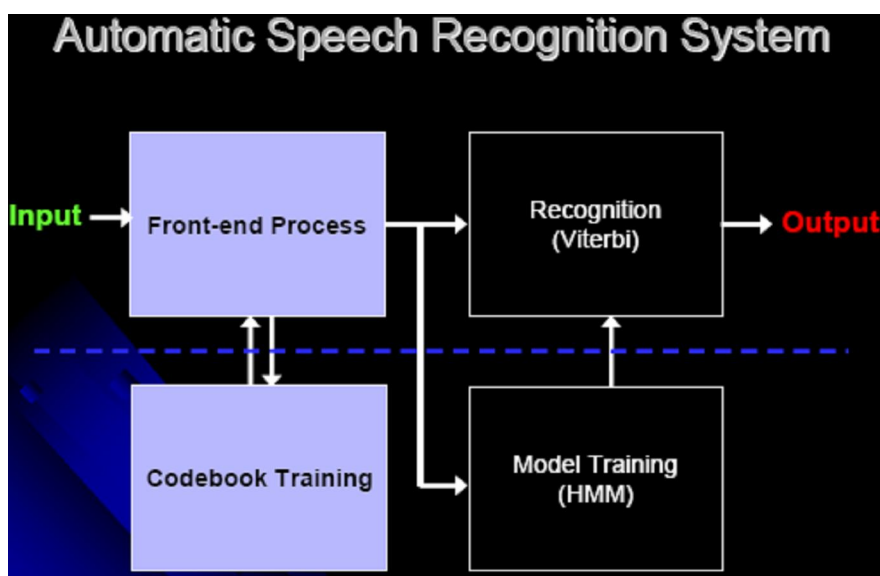 Automatic Speech Recognition System
Input
Front-end Process
Recognition
(Viterbi)
Output
Codebook Training
Model Training
(HMM)